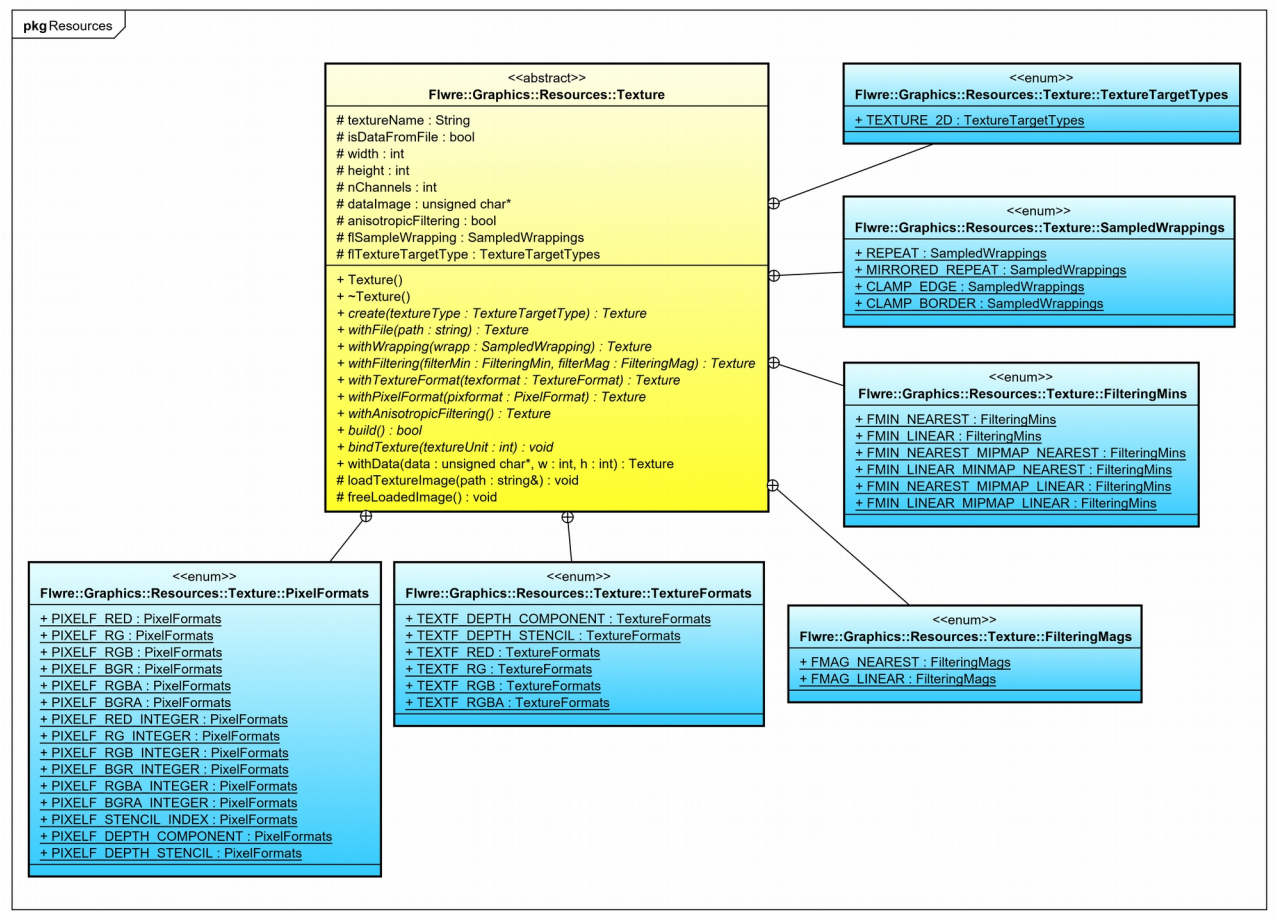 pkg Resources
<<abstract>>
Flwre::Graphics::Resources::Texture
# textureName : String
# isDataFromFile : bool
# width : int
# height : int
# nChannels : int
# dataImage : unsigned char*
# anisotropicFiltering : bool
# flSampleWrapping : SampledWrappings
# flTextureTargetType : TextureTargetTypes
+ Texture()
+ ~Texture()
+ create(textureType : TextureTargetType) : Texture
+ withFile(path : string) : Texture
+ withWrapping(wrapp : SampledWrapping) : Texture
+ withFiltering(filterMin : FilteringMin, filterMag : FilteringMag) : Texture
+ withTextureFormat(texformat : TextureFormat) : Texture
+ withPixelFormat(pixformat : PixelFormat) : Texture
+ withAnisotropicFiltering() : Texture
+ build() : bool
+ bindTexture(textureUnit : int) : void
+ withData(data : unsigned char*, w : int, h : int) : Texture
# loadTextureImage(path : string&) : void
# freeLoadedImage() : void
<<enum>>
Flwre::Graphics::Resources::Texture::TextureTargetTypes
+ TEXTURE_2D : TextureTargetTypes
<<enum>>
Flwre::Graphics::Resources::Texture::SampledWrappings
+ REPEAT : SampledWrappings
+ MIRRORED_REPEAT : SampledWrappings
+ CLAMP_EDGE : SampledWrappings
+ CLAMP_BORDER : SampledWrappings
<<enum>>
Flwre::Graphics::Resources::Texture::FilteringMins
+ FMIN_NEAREST : FilteringMins
+ FMIN_LINEAR : FilteringMins
+ FMIN_NEAREST_MIPMAP_NEAREST : FilteringMins
+ FMIN_LINEAR_MINMAP_NEAREST : FilteringMins
+ FMIN_NEAREST_MIPMAP_LINEAR : FilteringMins
+ FMIN_LINEAR_MIPMAP_LINEAR : FilteringMins
<<enum>>
Flwre::Graphics::Resources::Texture::PixelFormats
+ PIXELF_RED : PixelFormats
+ PIXELF_RG : PixelFormats
+ PIXELF_RGB : PixelFormats
+ PIXELF_BGR : PixelFormats
+ PIXELF_RGBA : PixelFormats
+ PIXELF_BGRA : PixelFormats
+ PIXELF_RED_INTEGER : PixelFormats
+ PIXELF_RG_INTEGER : PixelFormats
+ PIXELF_RGB_INTEGER : PixelFormats
+ PIXELF_BGR_INTEGER : PixelFormats
+ PIXELF_RGBA_INTEGER : PixelFormats
+ PIXELF_BGRA_INTEGER : PixelFormats
+ PIXELF_STENCIL_INDEX : PixelFormats
+ PIXELF_DEPTH_COMPONENT : PixelFormats
+ PIXELF_DEPTH_STENCIL : PixelFormats
<<enum>>
Flwre::Graphics::Resources::Texture::TextureFormats
+ TEXTF_DEPTH_COMPONENT : TextureFormats
+ TEXTF_DEPTH_STENCIL : TextureFormats
+ TEXTF_RED : TextureFormats
+ TEXTF_RG : TextureFormats
+ TEXTF_RGB : TextureFormats
+ TEXTF_RGBA : TextureFormats
<<enum>>
Flwre::Graphics::Resources::Texture::FilteringMags
+ FMAG_NEAREST : FilteringMags
+ FMAG_LINEAR : FilteringMags